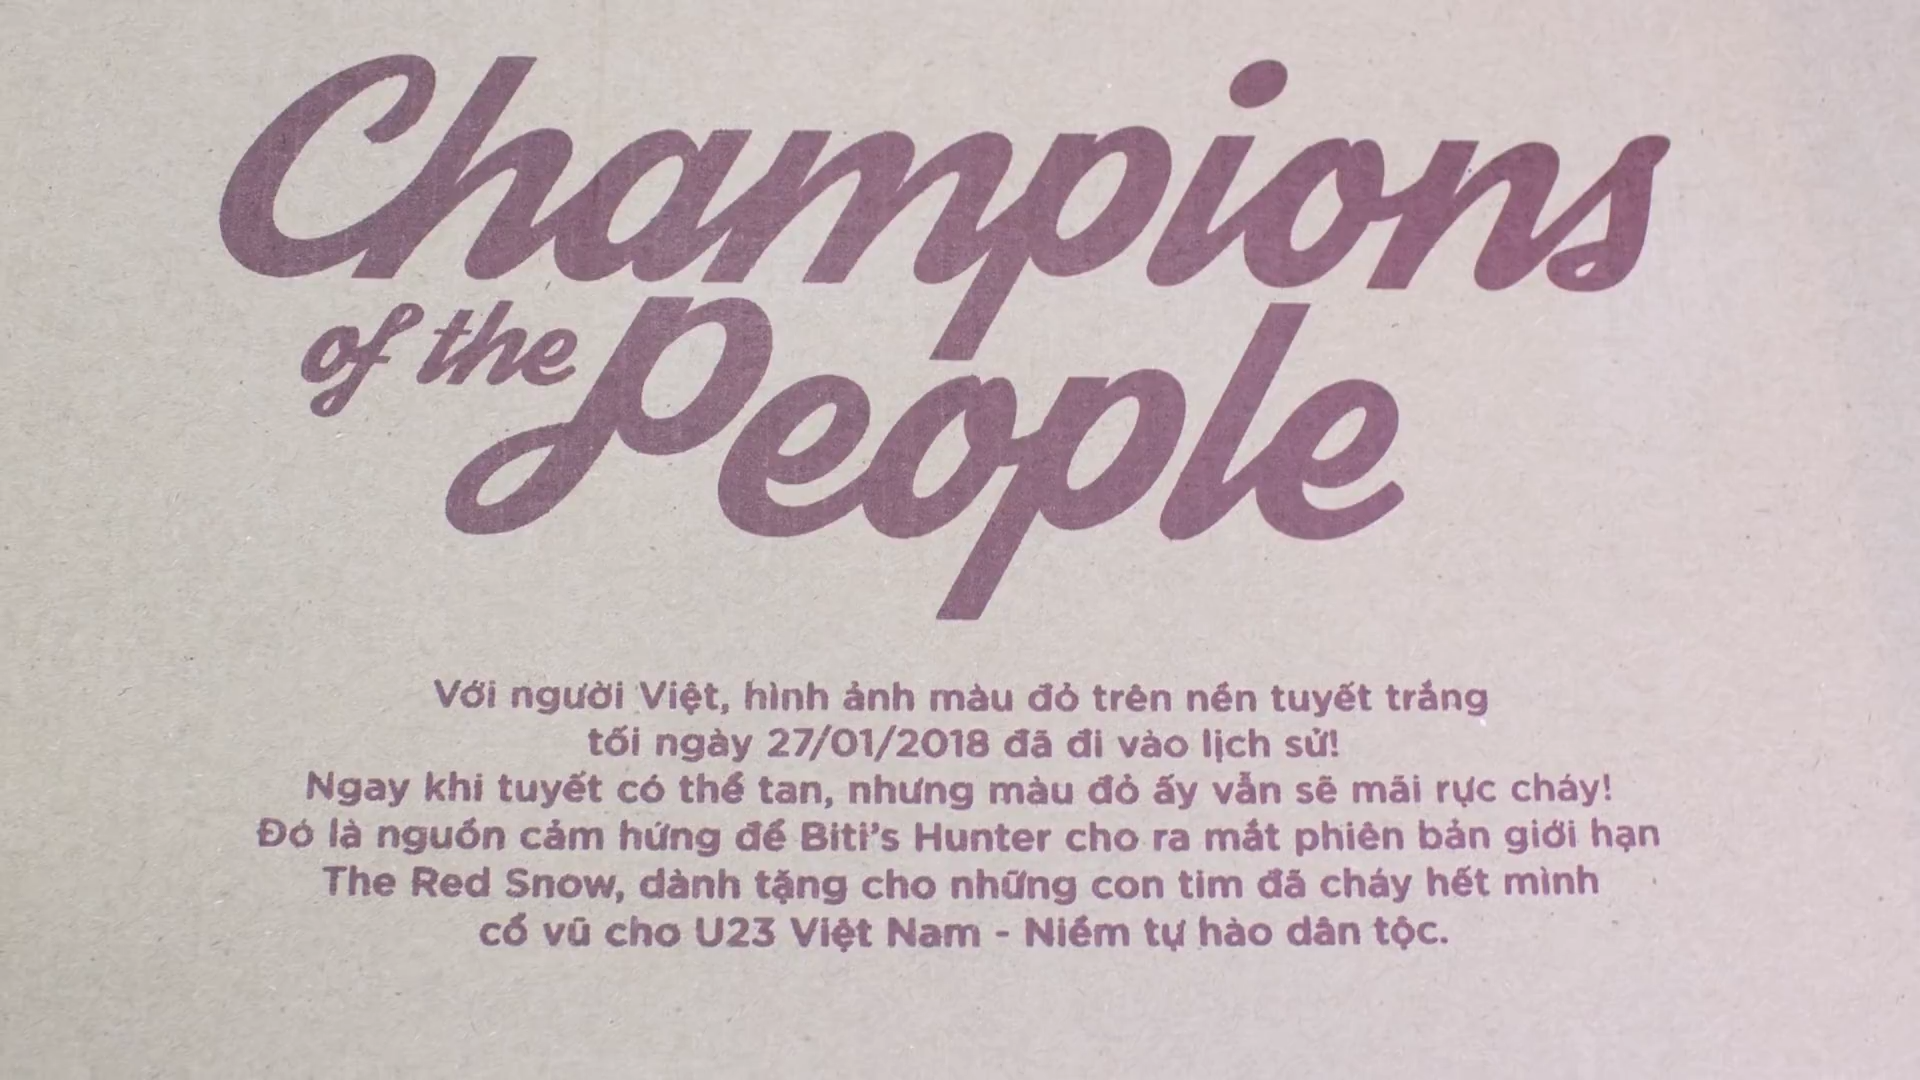 Champions
of the People
Với người Việt, hình ảnh màu đỏ trên nền tuyết trắng
tối ngày 27/01/2018 đã đi vào lịch sử!
Ngay khi tuyết có thể tan, nhưng màu đỏ ấy vẫn sẽ mãi rực cháy!
Đó là nguồn cảm hứng để Biti's Hunter cho ra mắt phiên bản giới hạn
The Red Snow, dành tặng cho những con tim đã cháy hết mình
cổ vũ cho U23 Việt Nam - Niềm tự hào dân tộc.